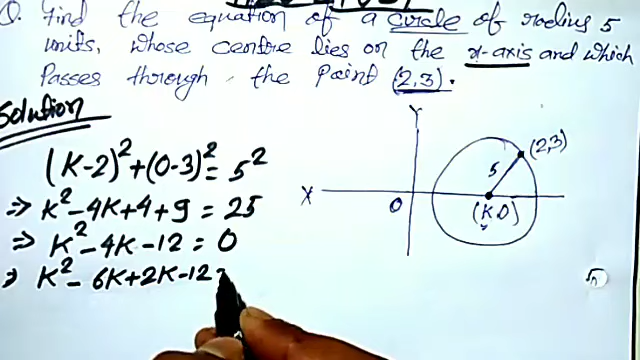 Q. Find the equation of a circle of radius 5
units, whose centre lies on the x-axis and which
Passes through the Point (2,3).
Solution
(K-2)² + (0-3)² = 5²
⇒ K² - 4K + 4 + 9 = 25
⇒ K² - 4K - 12 = 0
⇒ K² - 6K + 2K - 12 =
Y
(2,3)
5
X
O
(K,0)